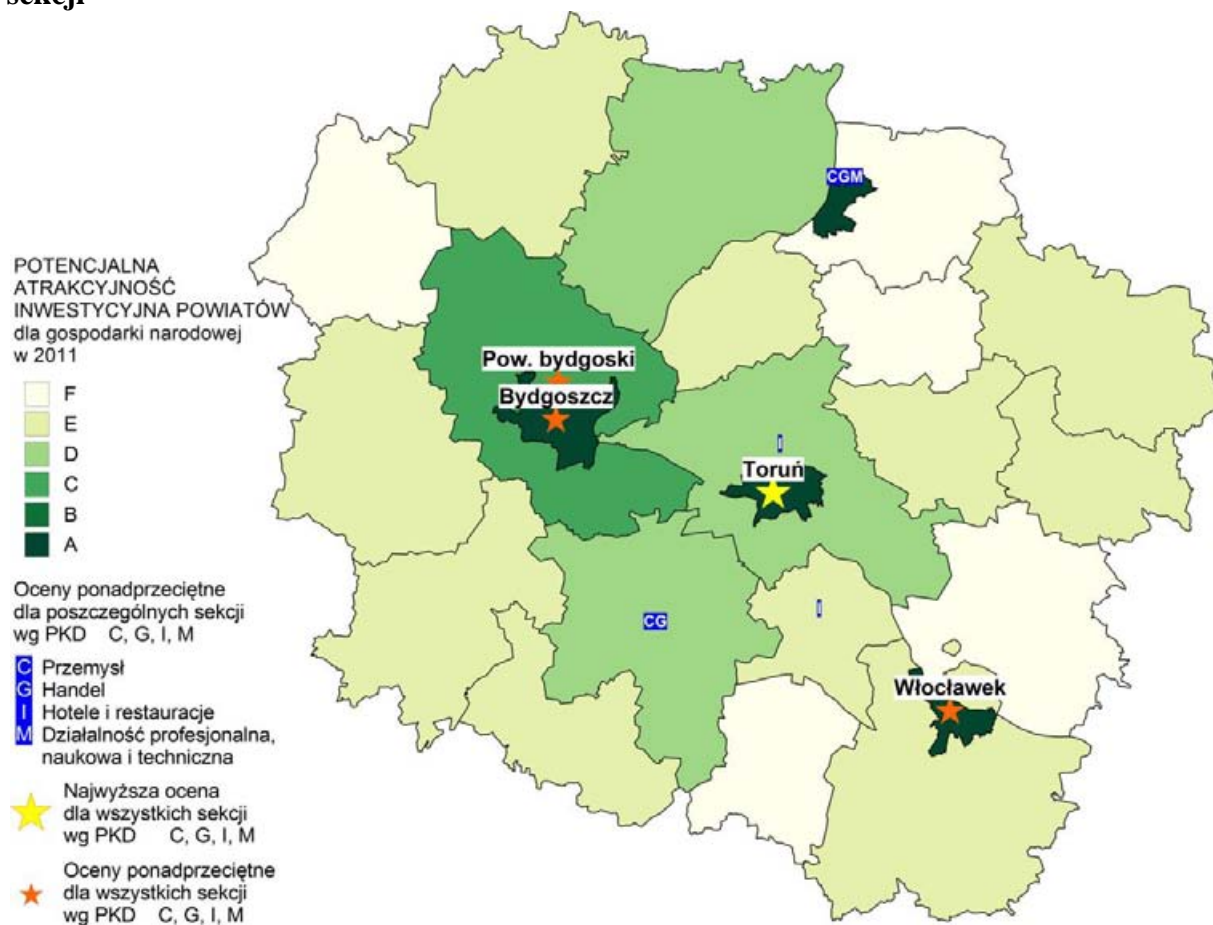 sekcji
CGM
POTENCJALNA
ATRAKCYJNOŚĆ
INWESTYCYJNA POWIATÓW
dla gospodarki narodowej
w 2011
Pow. bydgoski
Bydgoszcz
F
E
D
C
B
A
I
Toruń
Oceny ponadprzeciętne
dla poszczególnych sekcji
wg PKD C, G, I, M
CG
I
C Przemysł
G Handel
I Hotele i restauracje
M Działalność profesjonalna,
naukowa i techniczna
Włocławek
Najwyższa ocena
dla wszystkich sekcji
wg PKD C, G, I, M
Oceny ponadprzeciętne
dla wszystkich sekcji
wg PKD C, G, I, M